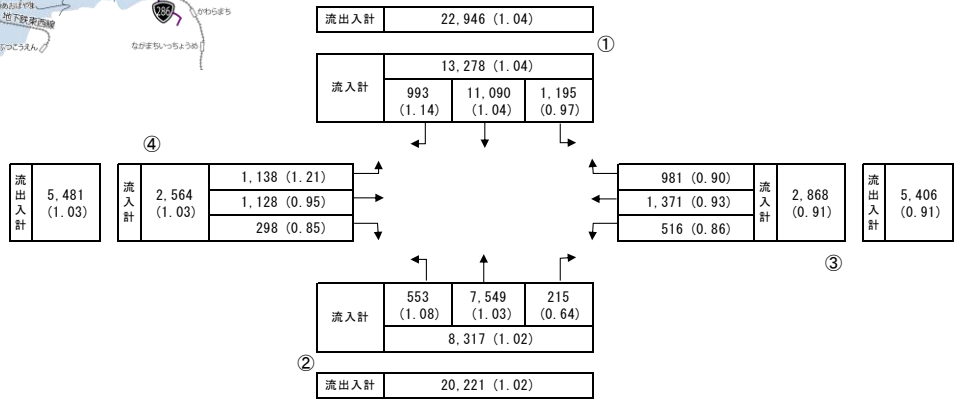 地下鉄東西線
286
かわらまち
ながまちいっちょうめ
流出入計 22,946 (1.04)
①
流入計 13,278 (1.04)
993 11,090 1,195
(1.14) (1.04) (0.97)
④
流出入計 5,481 (1.03)
流入計 2,564 (1.03)
1,138 (1.21)
1,128 (0.95)
298 (0.85)
981 (0.90)
1,371 (0.93)
516 (0.86)
流入計 2,868 (0.91)
流出入計 5,406 (0.91)
③
流入計
553 7,549 215
(1.08) (1.03) (0.64)
8,317 (1.02)
②
流出入計 20,221 (1.02)